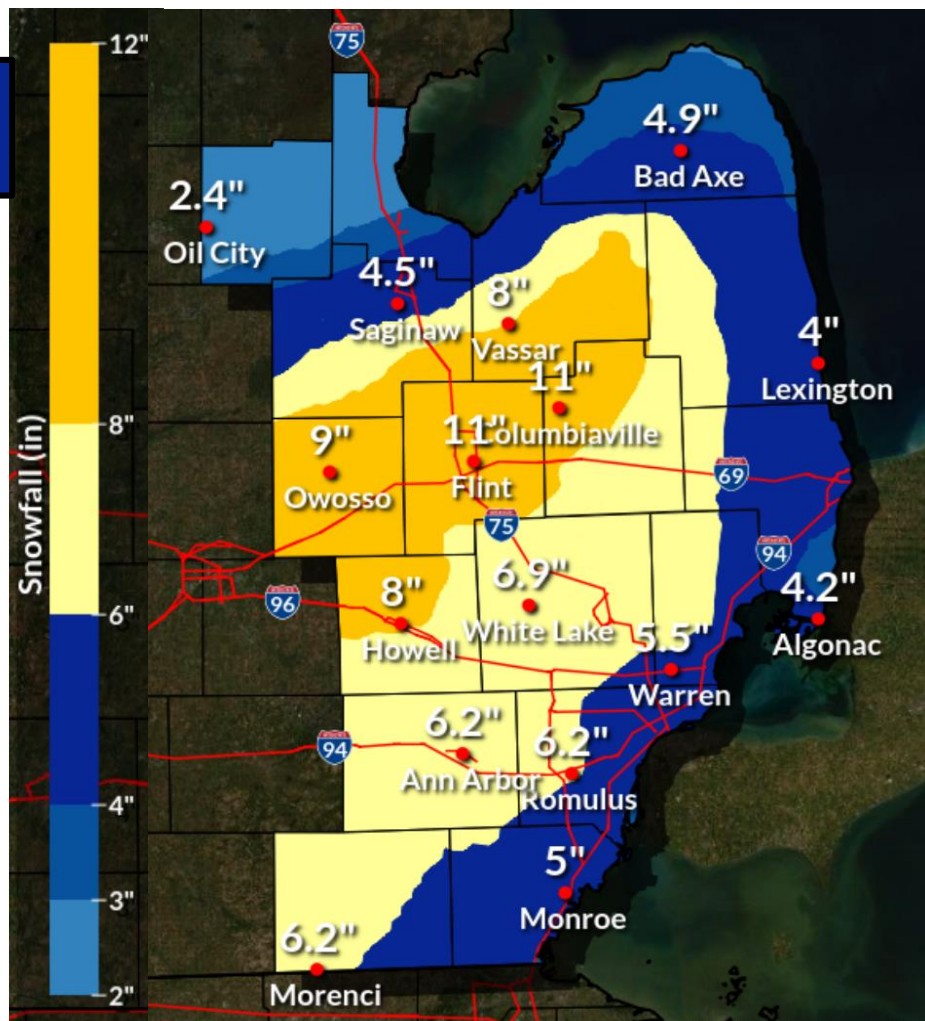 12"
8"
6"
4"
3"
2"
Snowfall (in)
75
4.9"
Bad Axe
2.4"
Oil City
4.5"
Saginaw
8"
Vassar
4"
Lexington
11"
Columbiaville
9"
Owosso
11"
Flint
69
75
94
96
8"
Howell
6.9"
White Lake
4.2"
Algonac
5.5"
Warren
94
6.2"
Ann Arbor
6.2"
Romulus
5"
Monroe
6.2"
Morenci